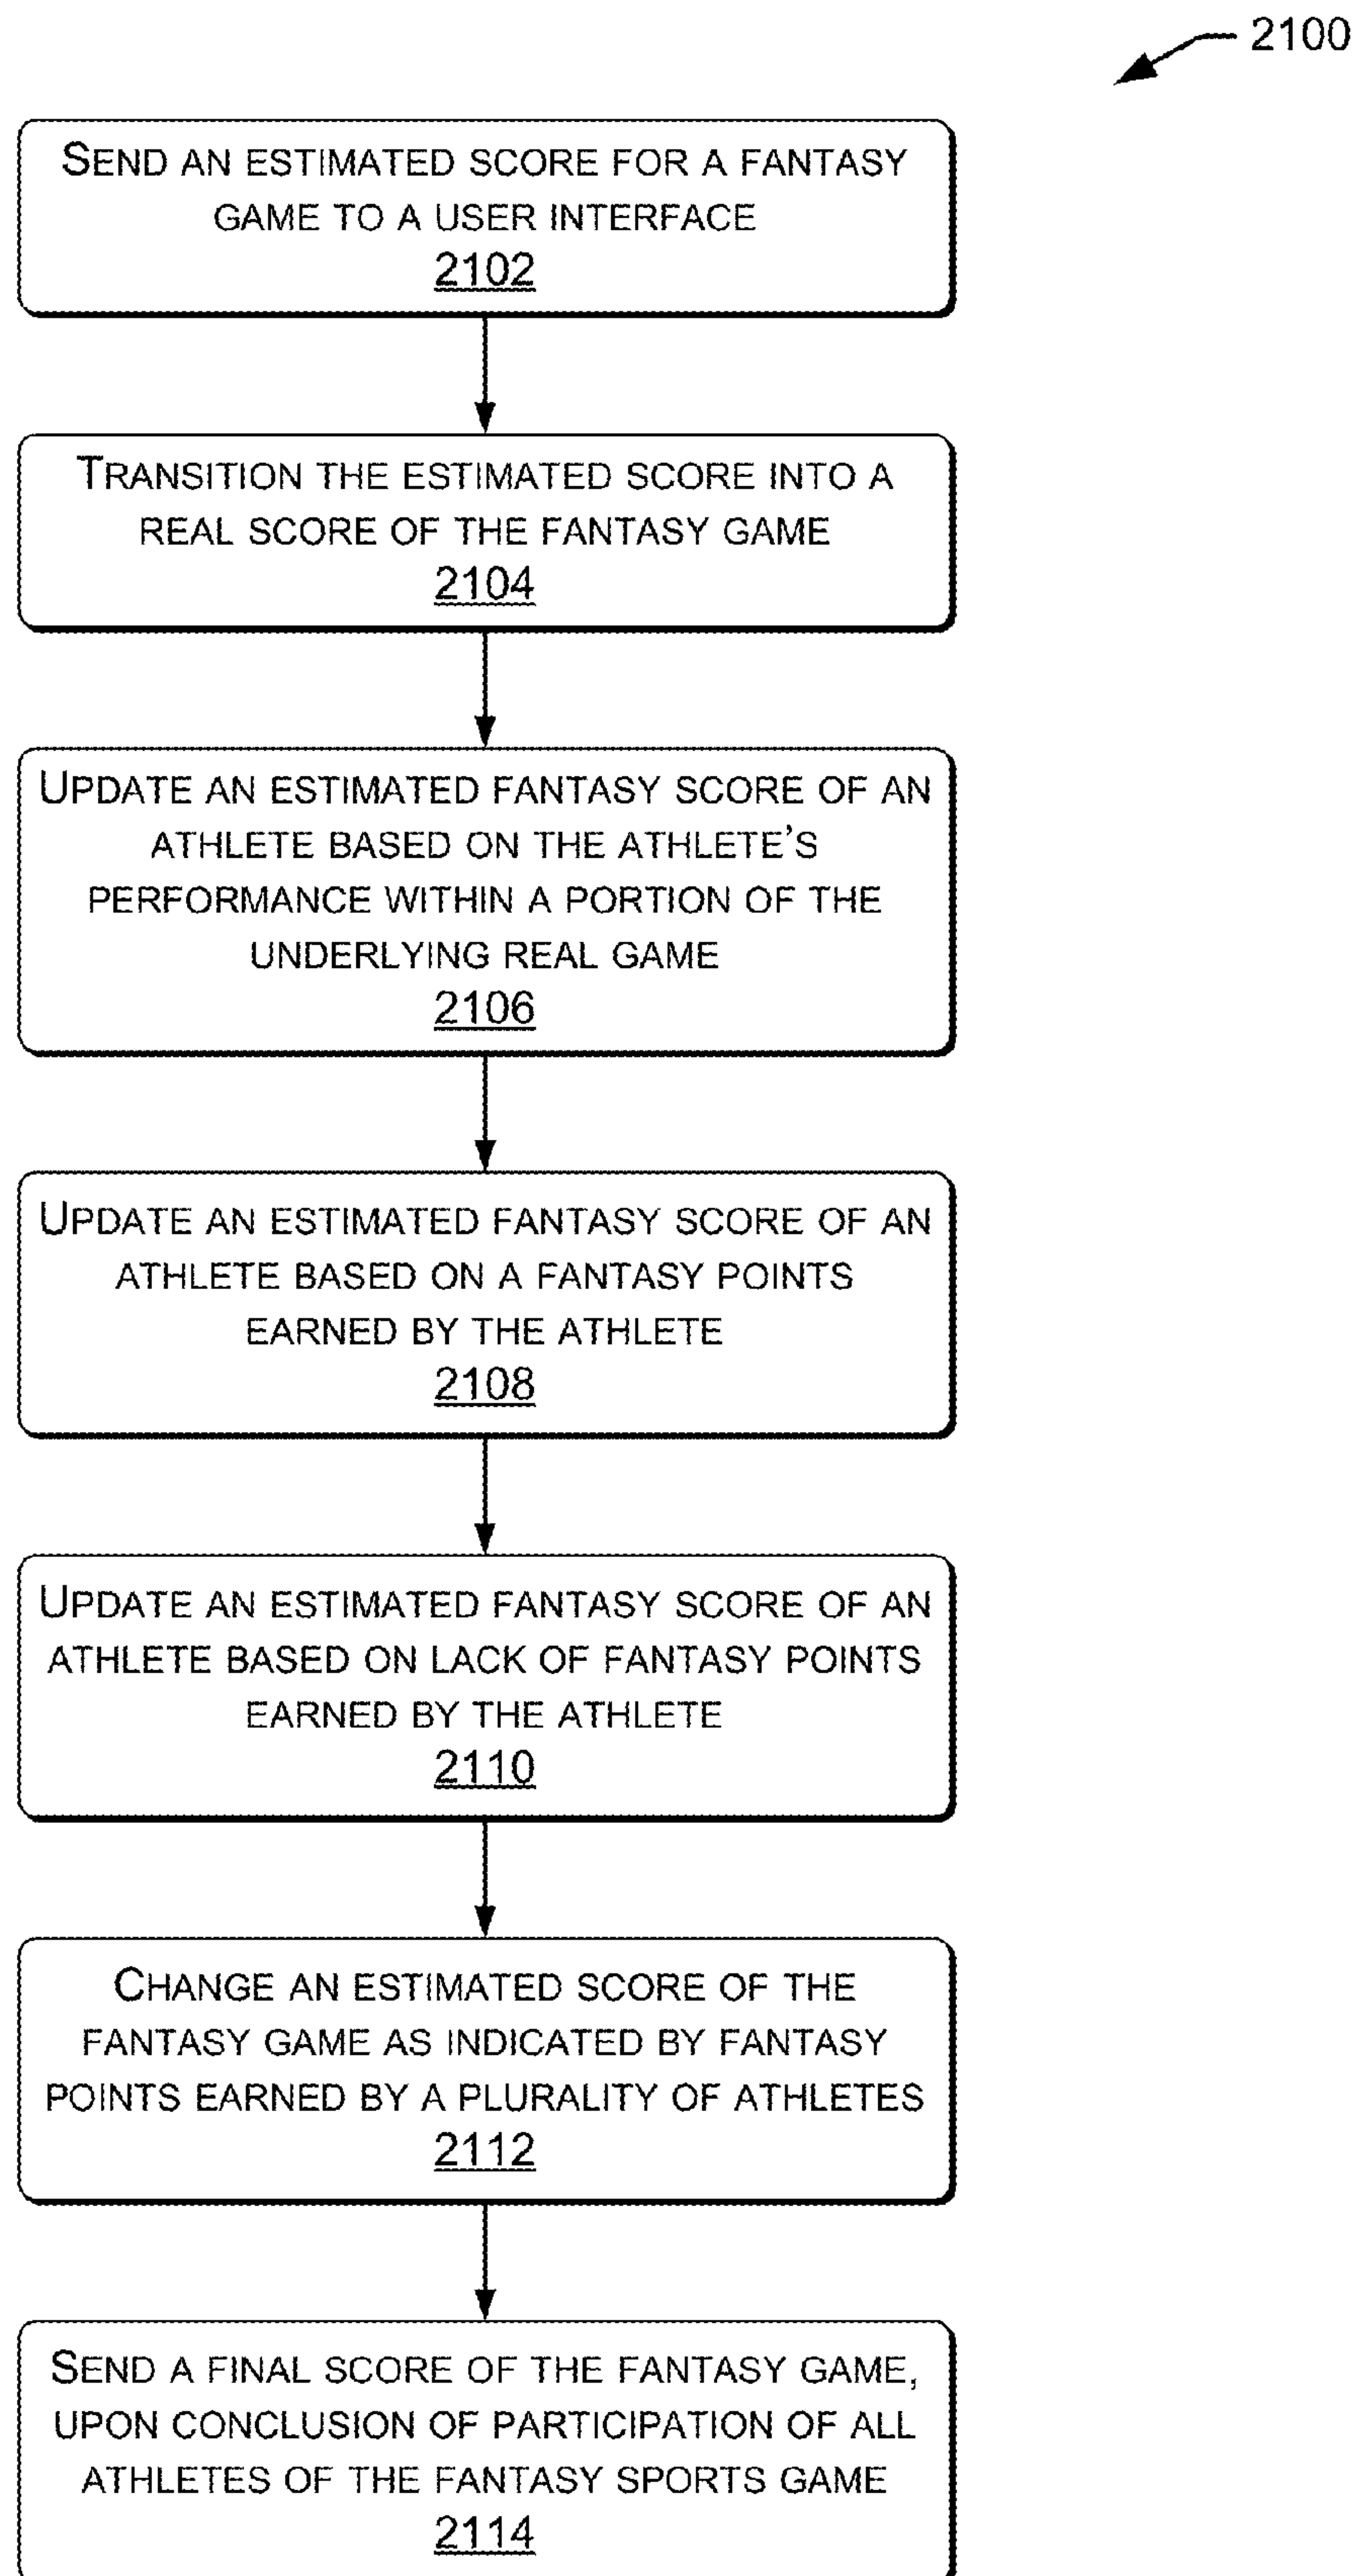 2100
SEND AN ESTIMATED SCORE FOR A FANTASY
GAME TO A USER INTERFACE
2102
TRANSITION THE ESTIMATED SCORE INTO A
REAL SCORE OF THE FANTASY GAME
2104
UPDATE AN ESTIMATED FANTASY SCORE OF AN
ATHLETE BASED ON THE ATHLETE'S
PERFORMANCE WITHIN A PORTION OF THE
UNDERLYING REAL GAME
2106
UPDATE AN ESTIMATED FANTASY SCORE OF AN
ATHLETE BASED ON A FANTASY POINTS
EARNED BY THE ATHLETE
2108
UPDATE AN ESTIMATED FANTASY SCORE OF AN
ATHLETE BASED ON LACK OF FANTASY POINTS
EARNED BY THE ATHLETE
2110
CHANGE AN ESTIMATED SCORE OF THE
FANTASY GAME AS INDICATED BY FANTASY
POINTS EARNED BY A PLURALITY OF ATHLETES
2112
SEND A FINAL SCORE OF THE FANTASY GAME,
UPON CONCLUSION OF PARTICIPATION OF ALL
ATHLETES OF THE FANTASY SPORTS GAME
2114